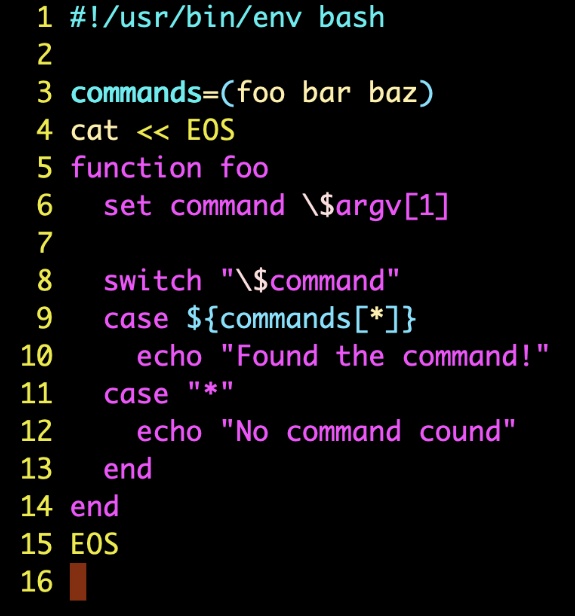 1 #!/usr/bin/env bash
2
3 commands=(foo bar baz)
4 cat << EOS
5 function foo
6   set command \$argv[1]
7
8   switch "\$command"
9   case ${commands[*]}
10     echo "Found the command!"
11   case "*"
12     echo "No command cound"
13   end
14 end
15 EOS
16